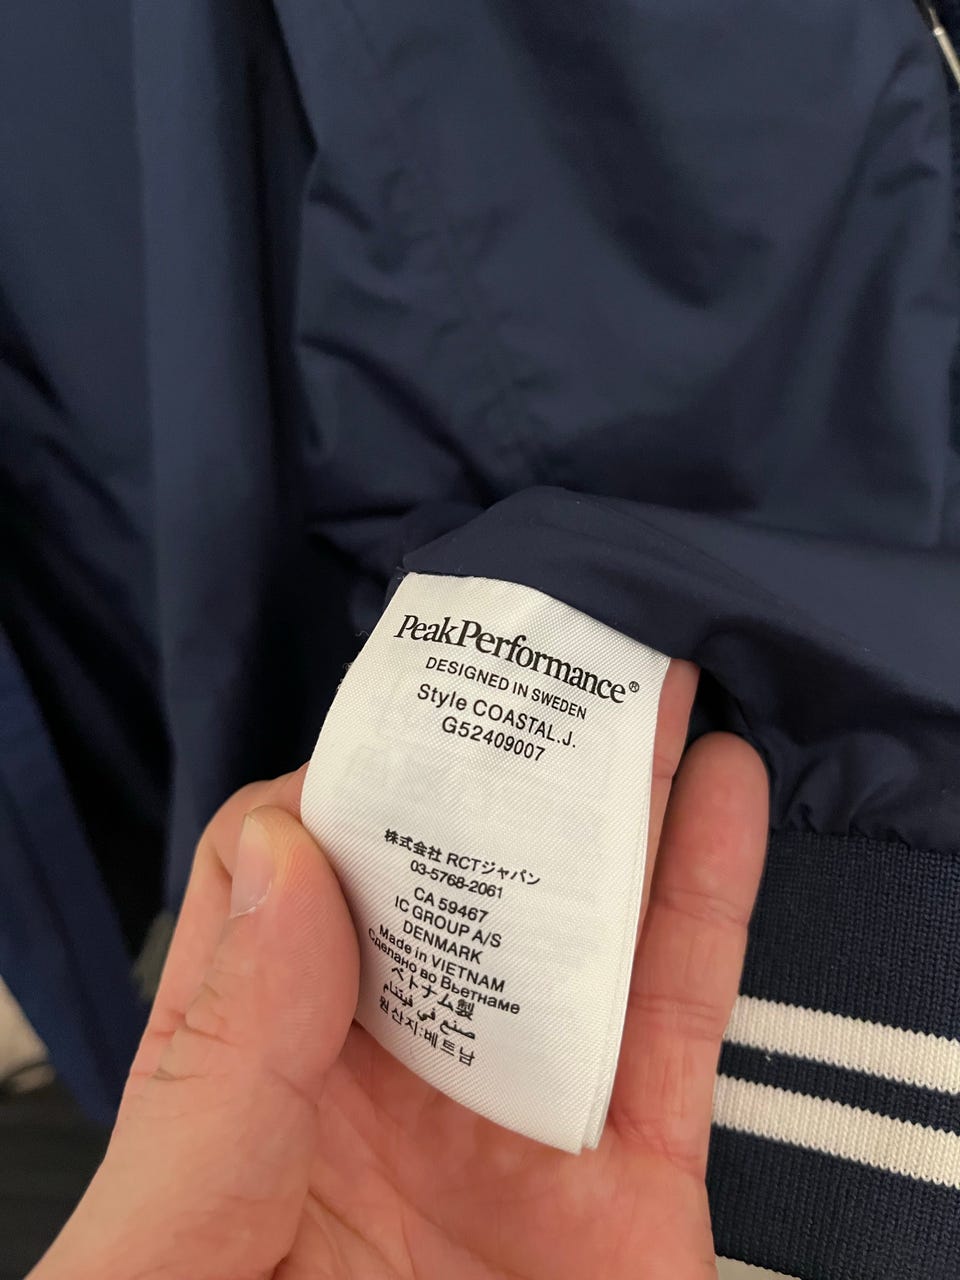 PeakPerformance®
DESIGNED IN SWEDEN
Style COASTAL.J.
G52409007
株式会社 RCTジャパン
03-5768-2061
CA 59467
IC GROUP A/S
DENMARK
Made in VIETNAM
Сделано во Вьетнаме
ベトナム製
صنع في فيتنام
원산지:베트남